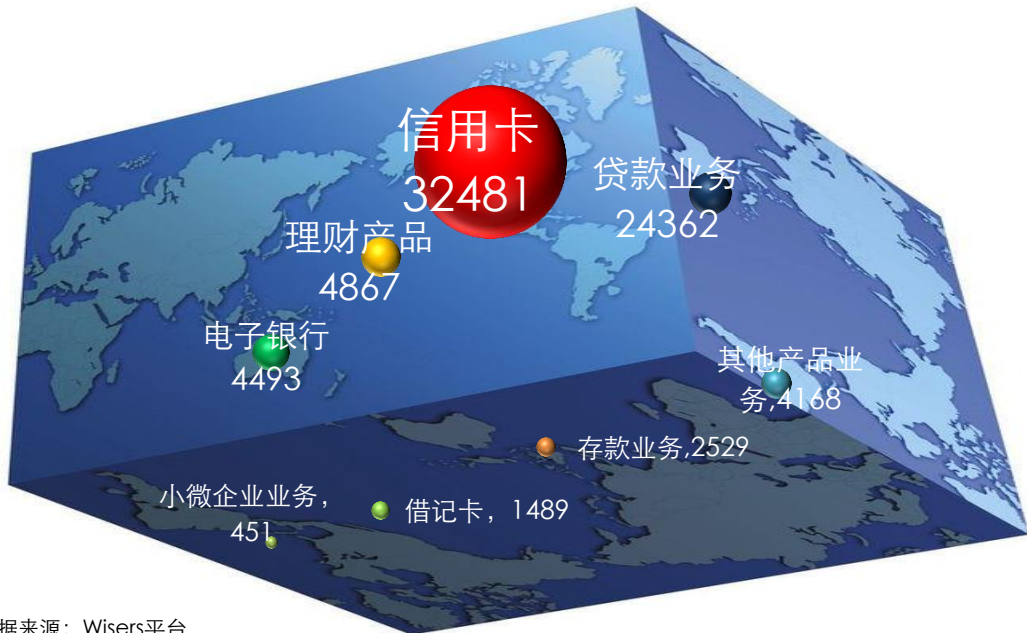 信用卡
32481
贷款业务
24362
理财产品
4867
电子银行
4493
其他产品业
务,4168
存款业务,2529
小微企业业务，
451
借记卡，1489
据来源：Wisers平台